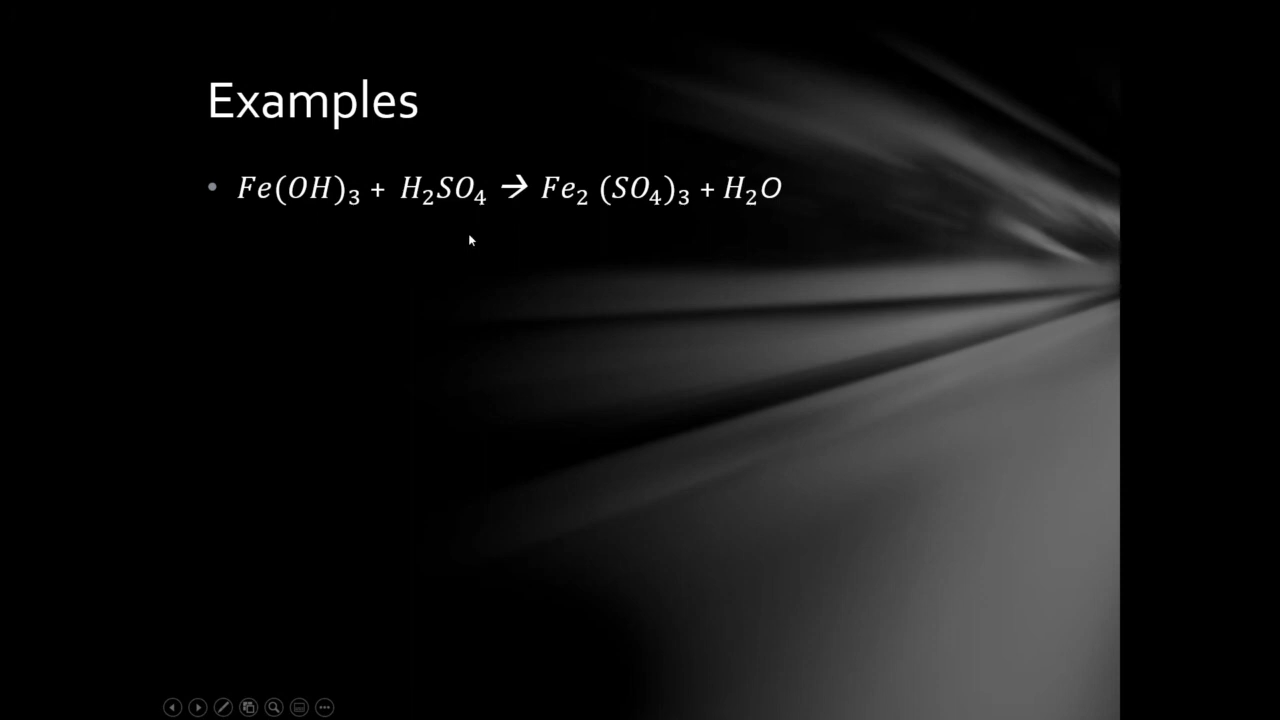 Examples
• Fe(OH)₃ + H₂SO₄ → Fe₂ (SO₄)₃ + H₂O